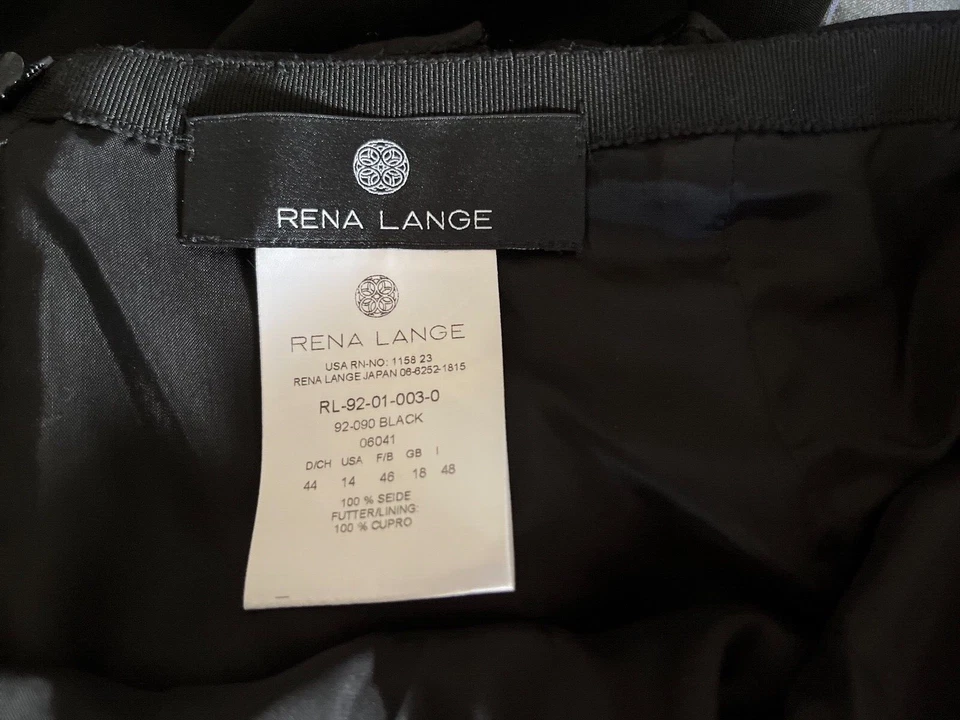 RENA LANGE
RENA LANGE
USA RN-NO: 1158 23
RENA LANGE JAPAN 06-6252-1815
RL-92-01-003-0
92-090 BLACK
06041
D/CH USA F/B GB I
44 14 46 18 48
100 % SEIDE
FUTTER/LINING:
100 % CUPRO